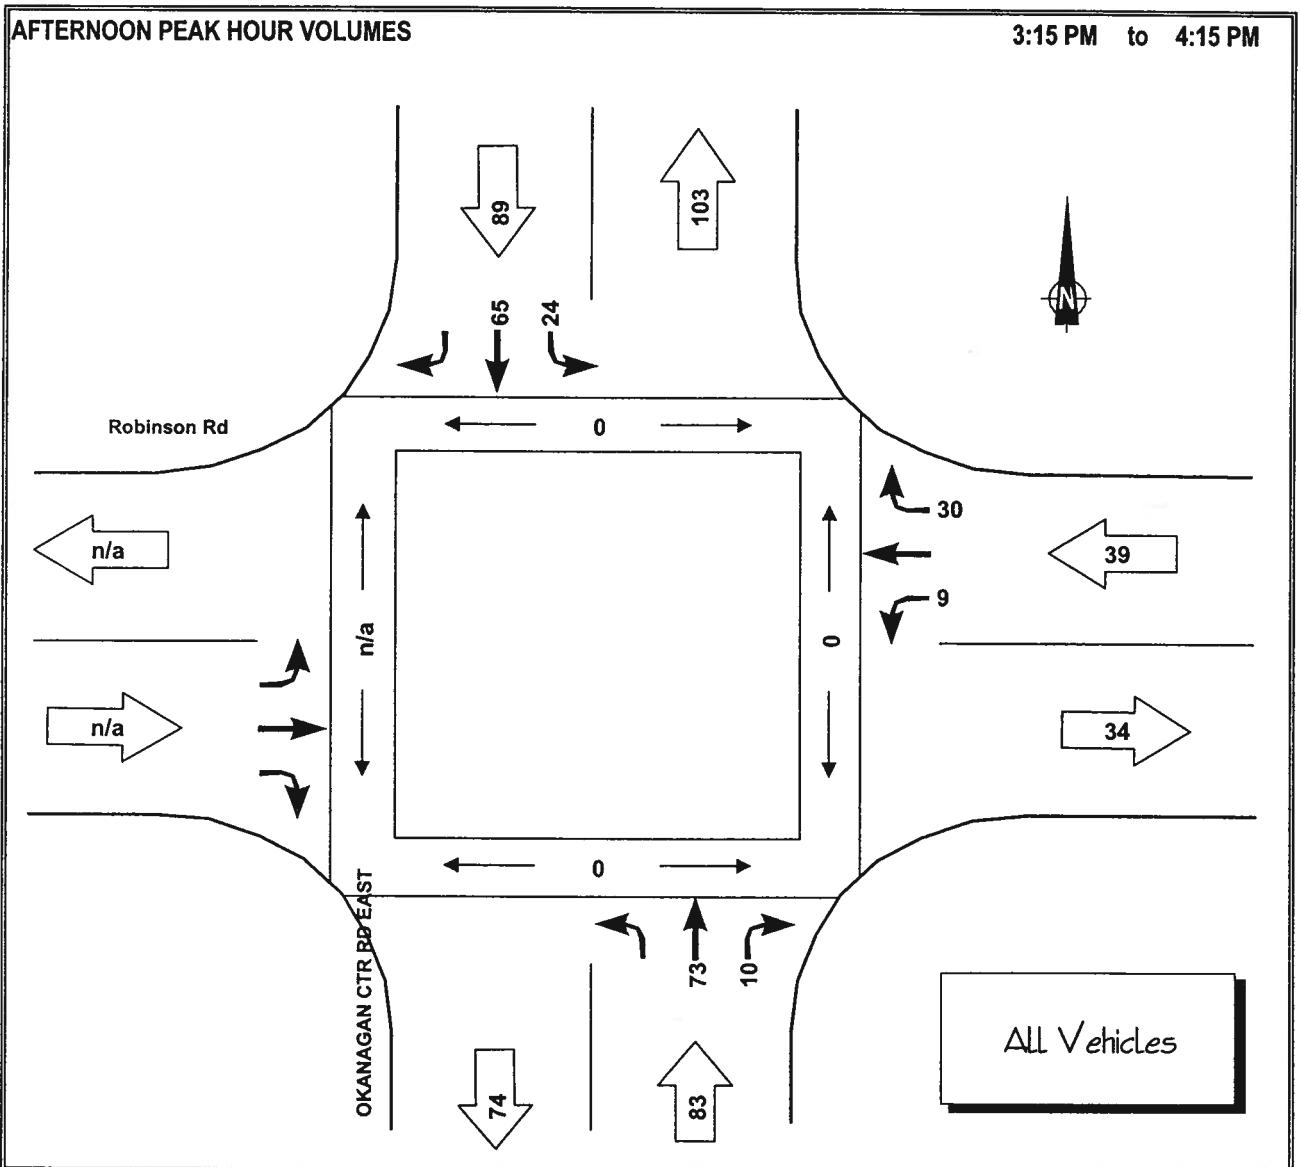 AFTERNOON PEAK HOUR VOLUMES
3:15 PM to 4:15 PM
89
103
65
24
N
Robinson Rd
0
30
n/a
39
9
n/a
0
n/a
34
0
OKANAGAN CTR RD EAST
73
10
All Vehicles
74
83